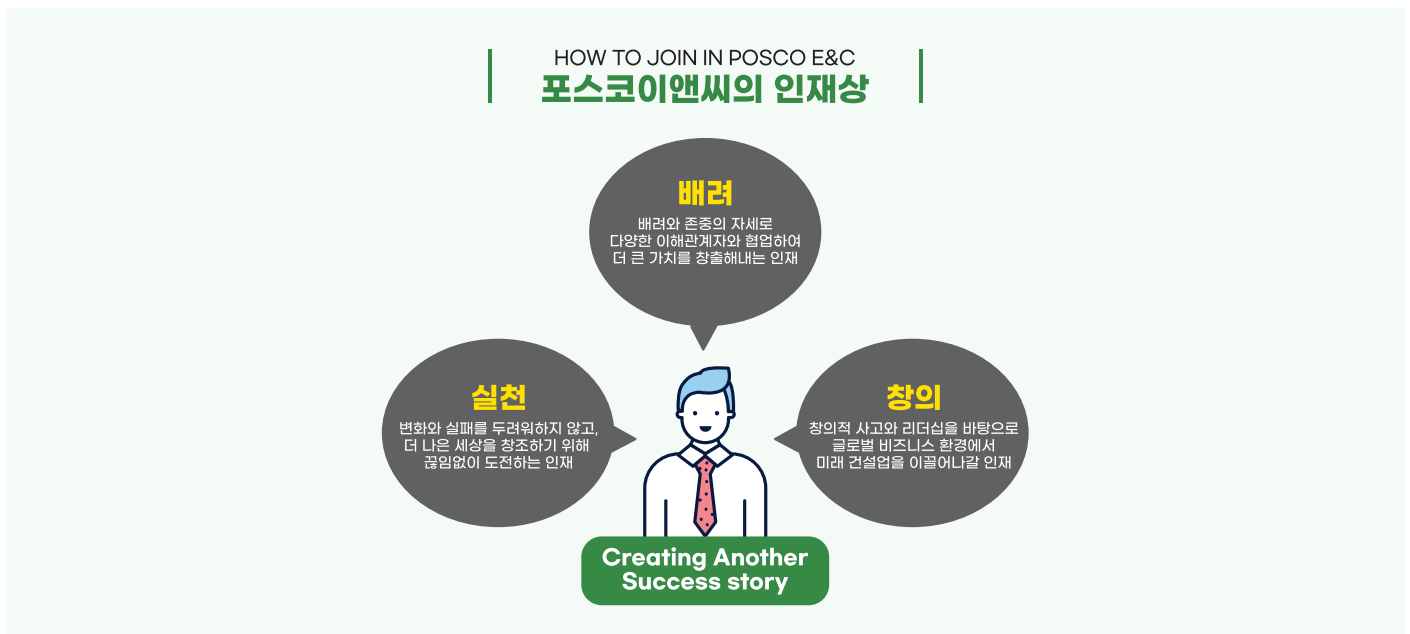 HOW TO JOIN IN POSCO E&C
포스코이앤씨의 인재상
배려
배려와 존중의 자세로
다양한 이해관계자와 협업하여
더 큰 가치를 창출해내는 인재
실천
변화와 실패를 두려워하지 않고,
더 나은 세상을 창조하기 위해
끊임없이 도전하는 인재
창의
창의적 사고와 리더십을 바탕으로
글로벌 비즈니스 환경에서
미래 건설업을 이끌어나갈 인재
Creating Another
Success story